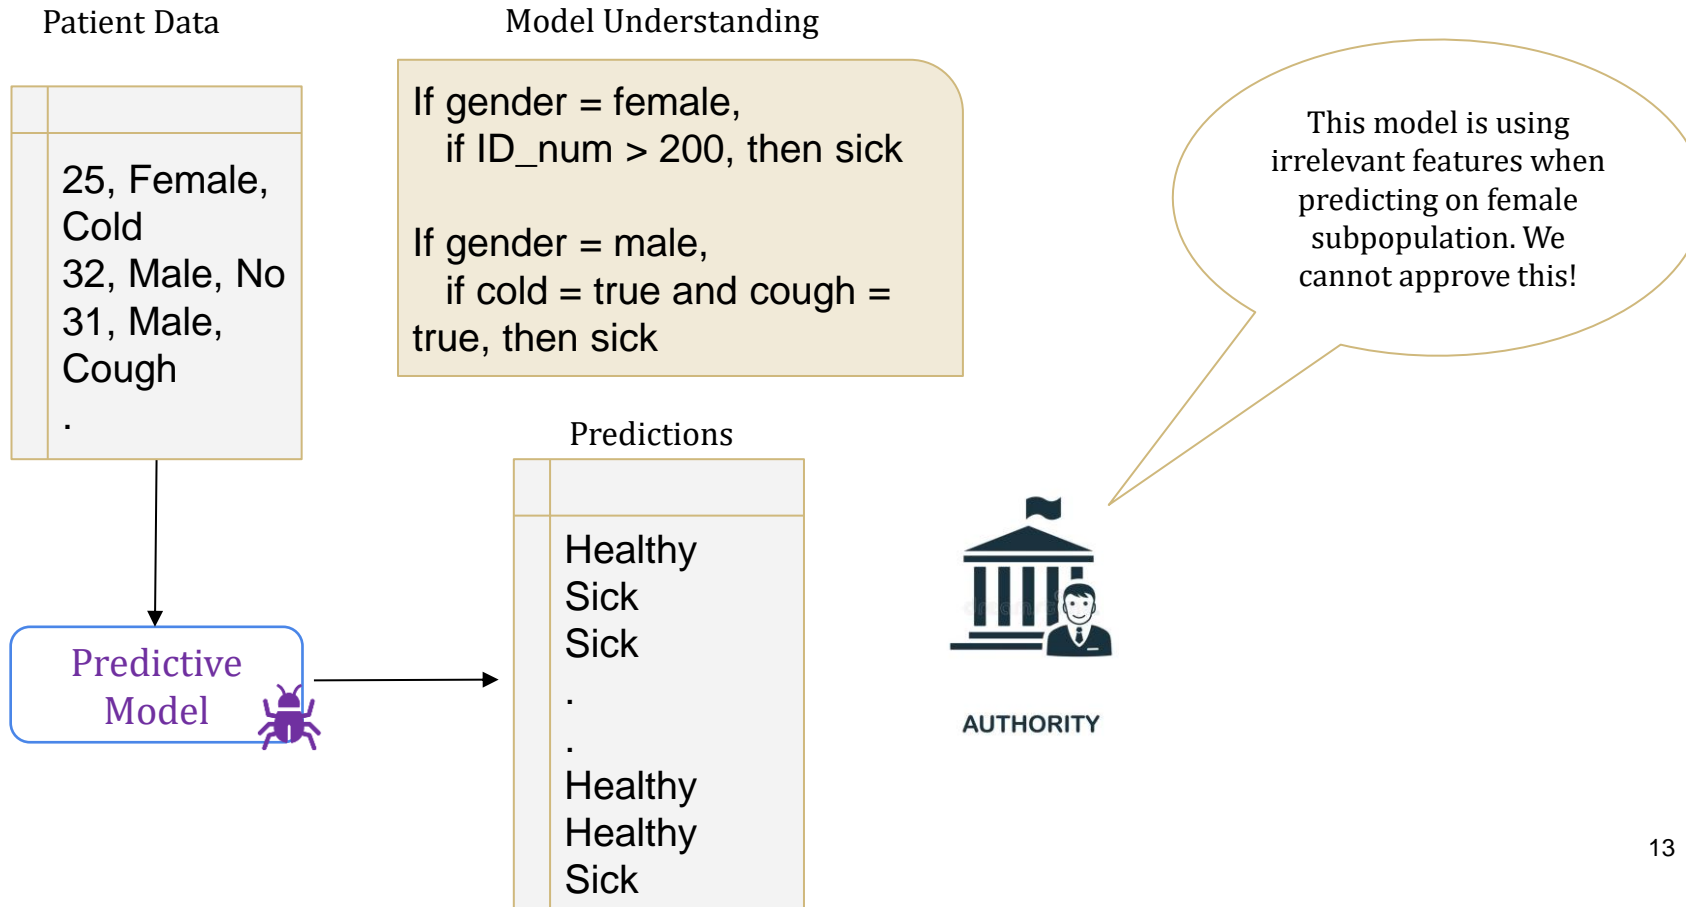 Patient Data
25, Female,
Cold
32, Male, No
31, Male,
Cough
.
Model Understanding
If gender = female,
if ID_num > 200, then sick
If gender = male,
if cold = true and cough =
true, then sick
This model is using
irrelevant features when
predicting on female
subpopulation. We
cannot approve this!
Predictive
Model
Predictions
Healthy
Sick
Sick
.
.
Healthy
Healthy
Sick
AUTHORITY
13